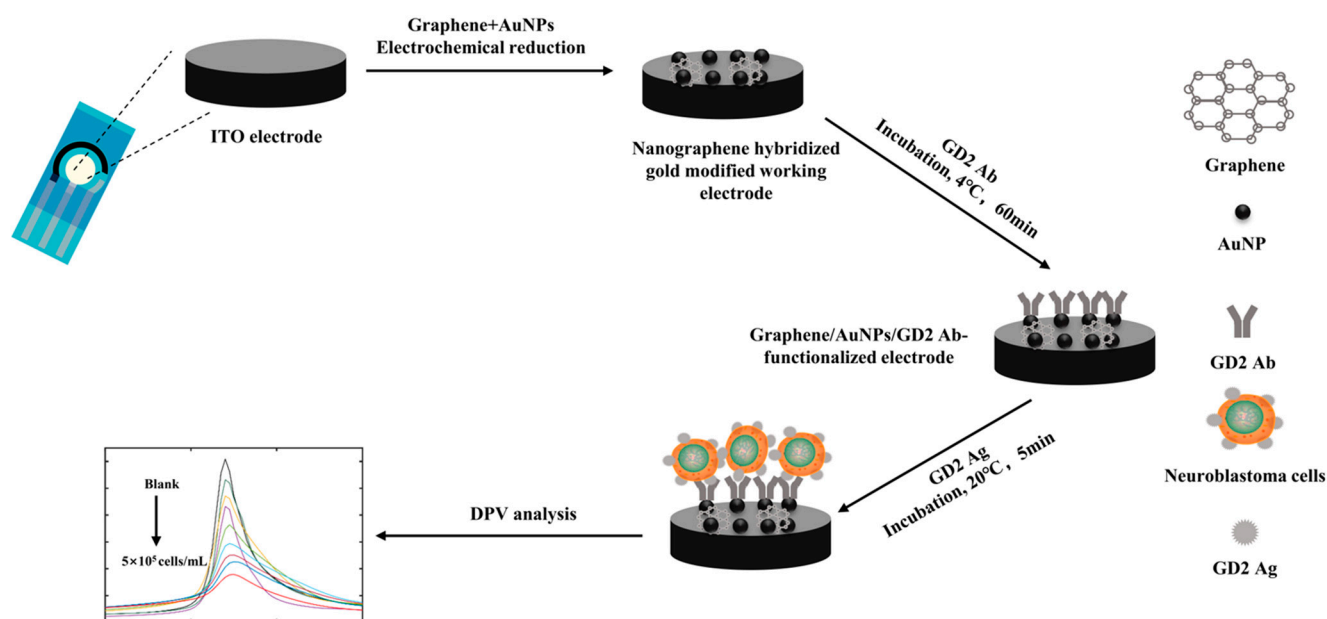 Graphene+AuNPs
Electrochemical reduction
ITO electrode
Nanographene hybridized
gold modified working
electrode
GD2 Ab
Incubation, 4℃， 60min
Graphene/AuNPs/GD2 Ab-
functionalized electrode
GD2 Ag
Incubation, 20℃， 5min
DPV analysis
Blank
5×10⁵ cells/mL
Graphene
AuNP
GD2 Ab
Neuroblastoma cells
GD2 Ag